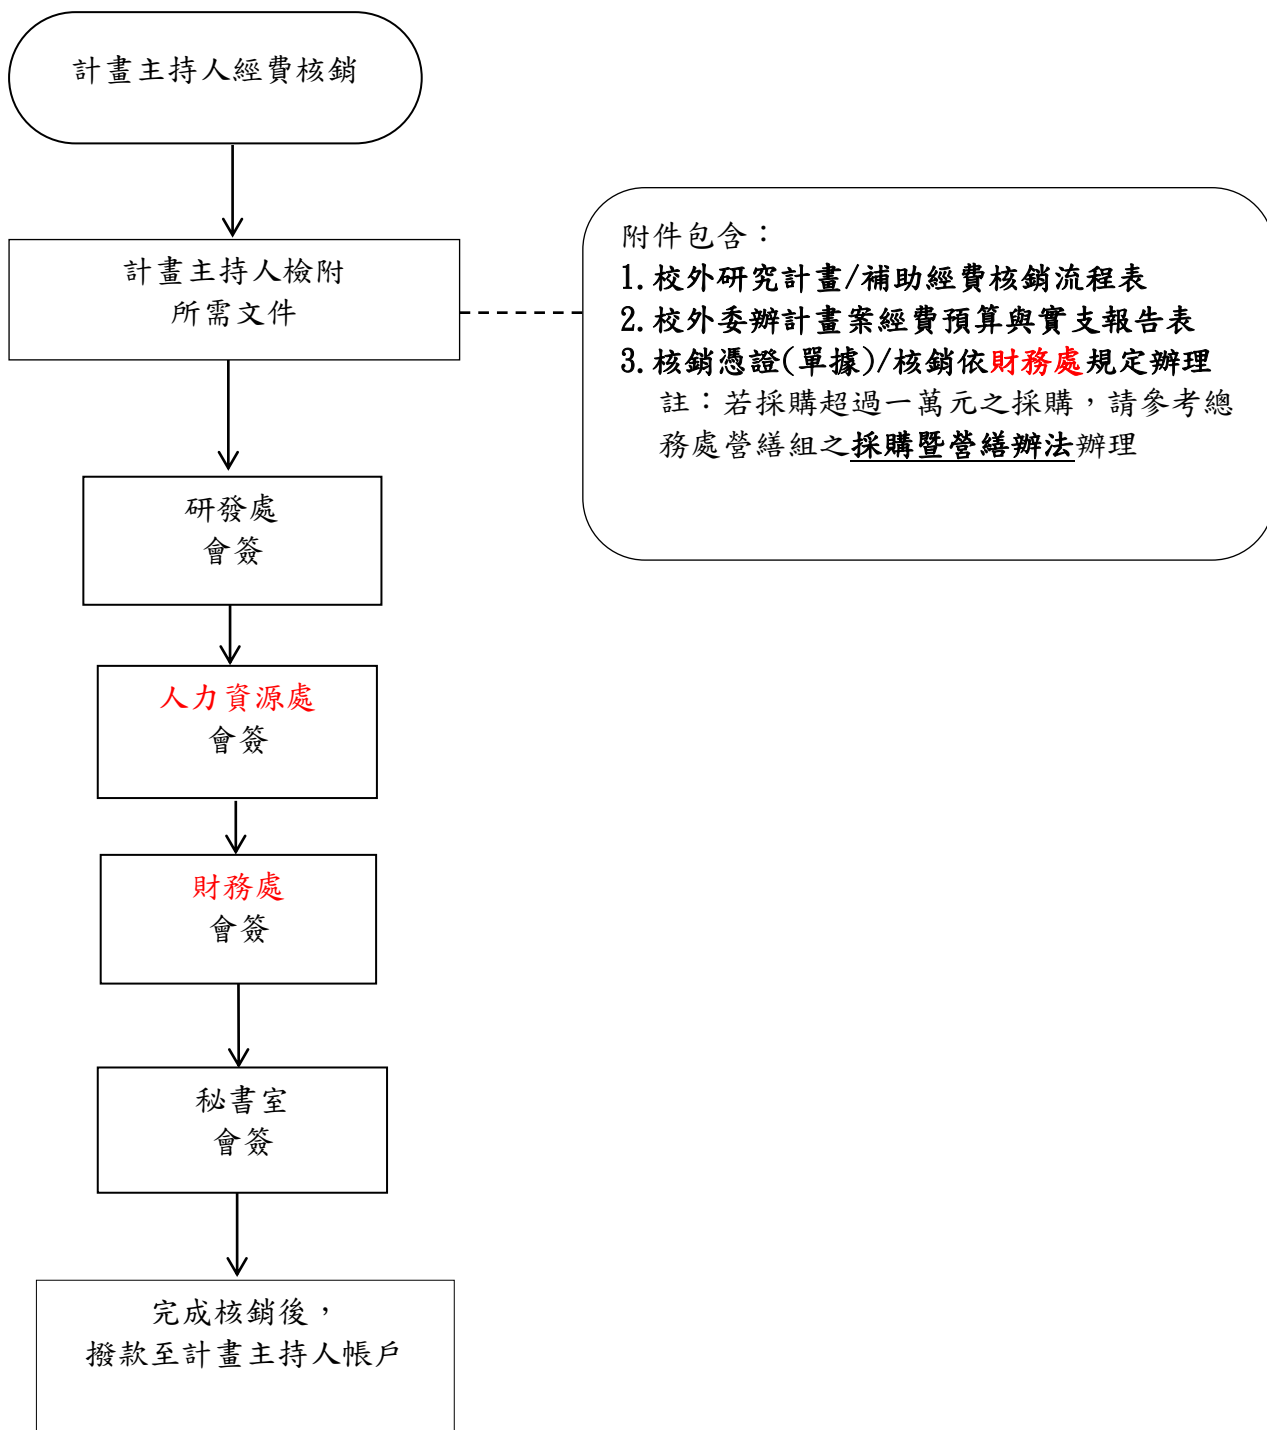 計畫主持人經費核銷
計畫主持人檢附
所需文件
附件包含：
1.校外研究計畫/補助經費核銷流程表
2.校外委辦計畫案經費預算與實支報告表
3.核銷憑證(單據)/核銷依財務處規定辦理
註：若採購超過一萬元之採購，請參考總
務處營繕組之採購暨營繕辦法辦理
研發處
會簽
人力資源處
會簽
財務處
會簽
秘書室
會簽
完成核銷後，
撥款至計畫主持人帳戶